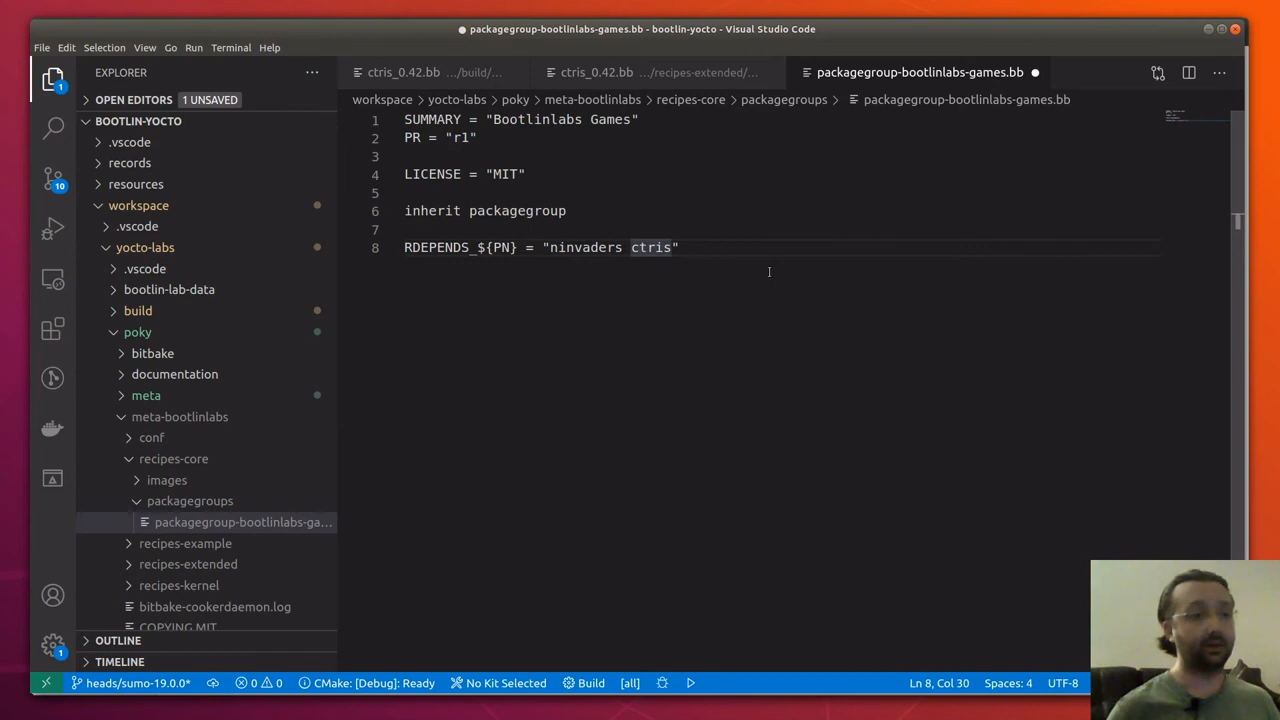 packagegroup-bootlinlabs-games.bb - bootlin-yocto - Visual Studio Code
File Edit Selection View Go Run Terminal Help
EXPLORER
OPEN EDITORS 1 UNSAVED
BOOTLIN-YOCTO
.vscode
records
resources
workspace
.vscode
yocto-labs
.vscode
bootlin-lab-data
build
poky
bitbake
documentation
meta
meta-bootlinlabs
conf
recipes-core
images
packagegroups
packagegroup-bootlinlabs-ga...
recipes-example
recipes-extended
recipes-kernel
bitbake-cookerdaemon.log
COPYING MIT
OUTLINE
TIMELINE
1
10
1
ctris_0.42.bb .../build/... ctris_0.42.bb .../recipes-extended/... packagegroup-bootlinlabs-games.bb
workspace > yocto-labs > poky > meta-bootlinlabs > recipes-core > packagegroups > packagegroup-bootlinlabs-games.bb
1 SUMMARY = "Bootlinlabs Games"
2 PR = "r1"
3
4 LICENSE = "MIT"
5
6 inherit packagegroup
7
8 RDEPENDS_${PN} = "ninvaders ctris"
heads/sumo-19.0.0* 0 0 CMake: [Debug]: Ready No Kit Selected Build [all] Ln 8, Col 30 Spaces: 4 UTF-8